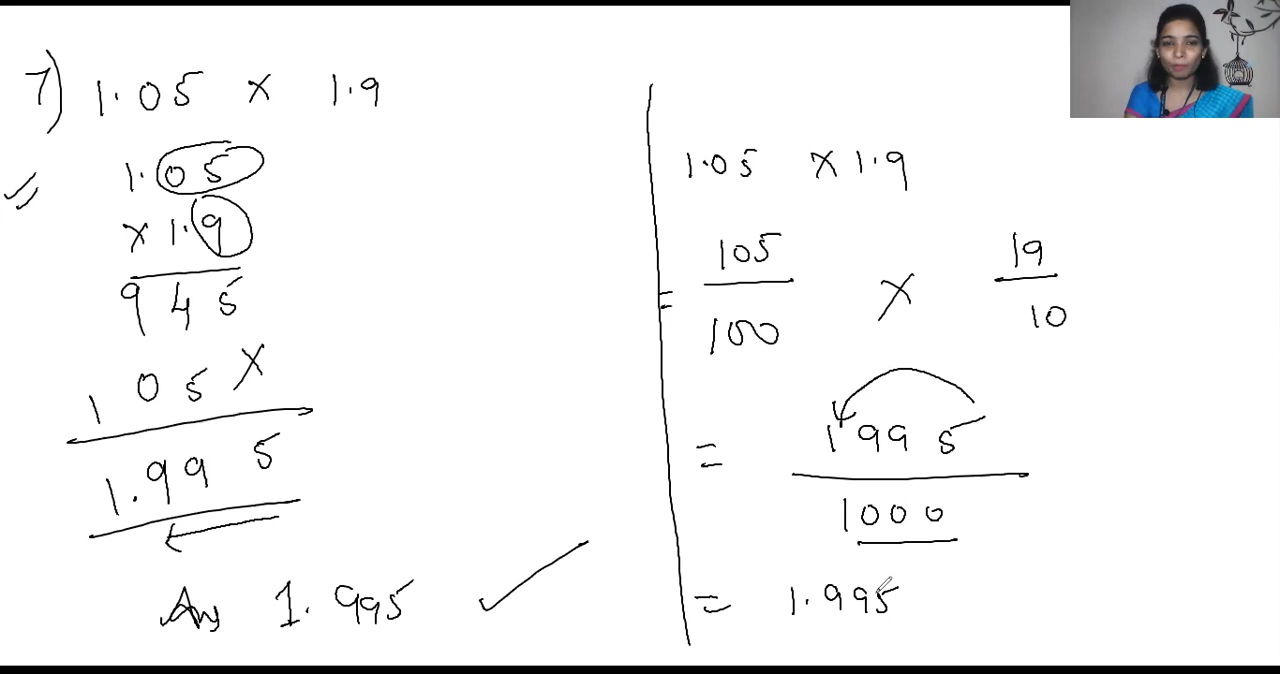 7) 1.05 x 1.9
1.05
x 1.9
945
105x
1.995
Ans 1.995
1.05 x 1.9
= 105/100 x 19/10
= 1995/1000
= 1.995